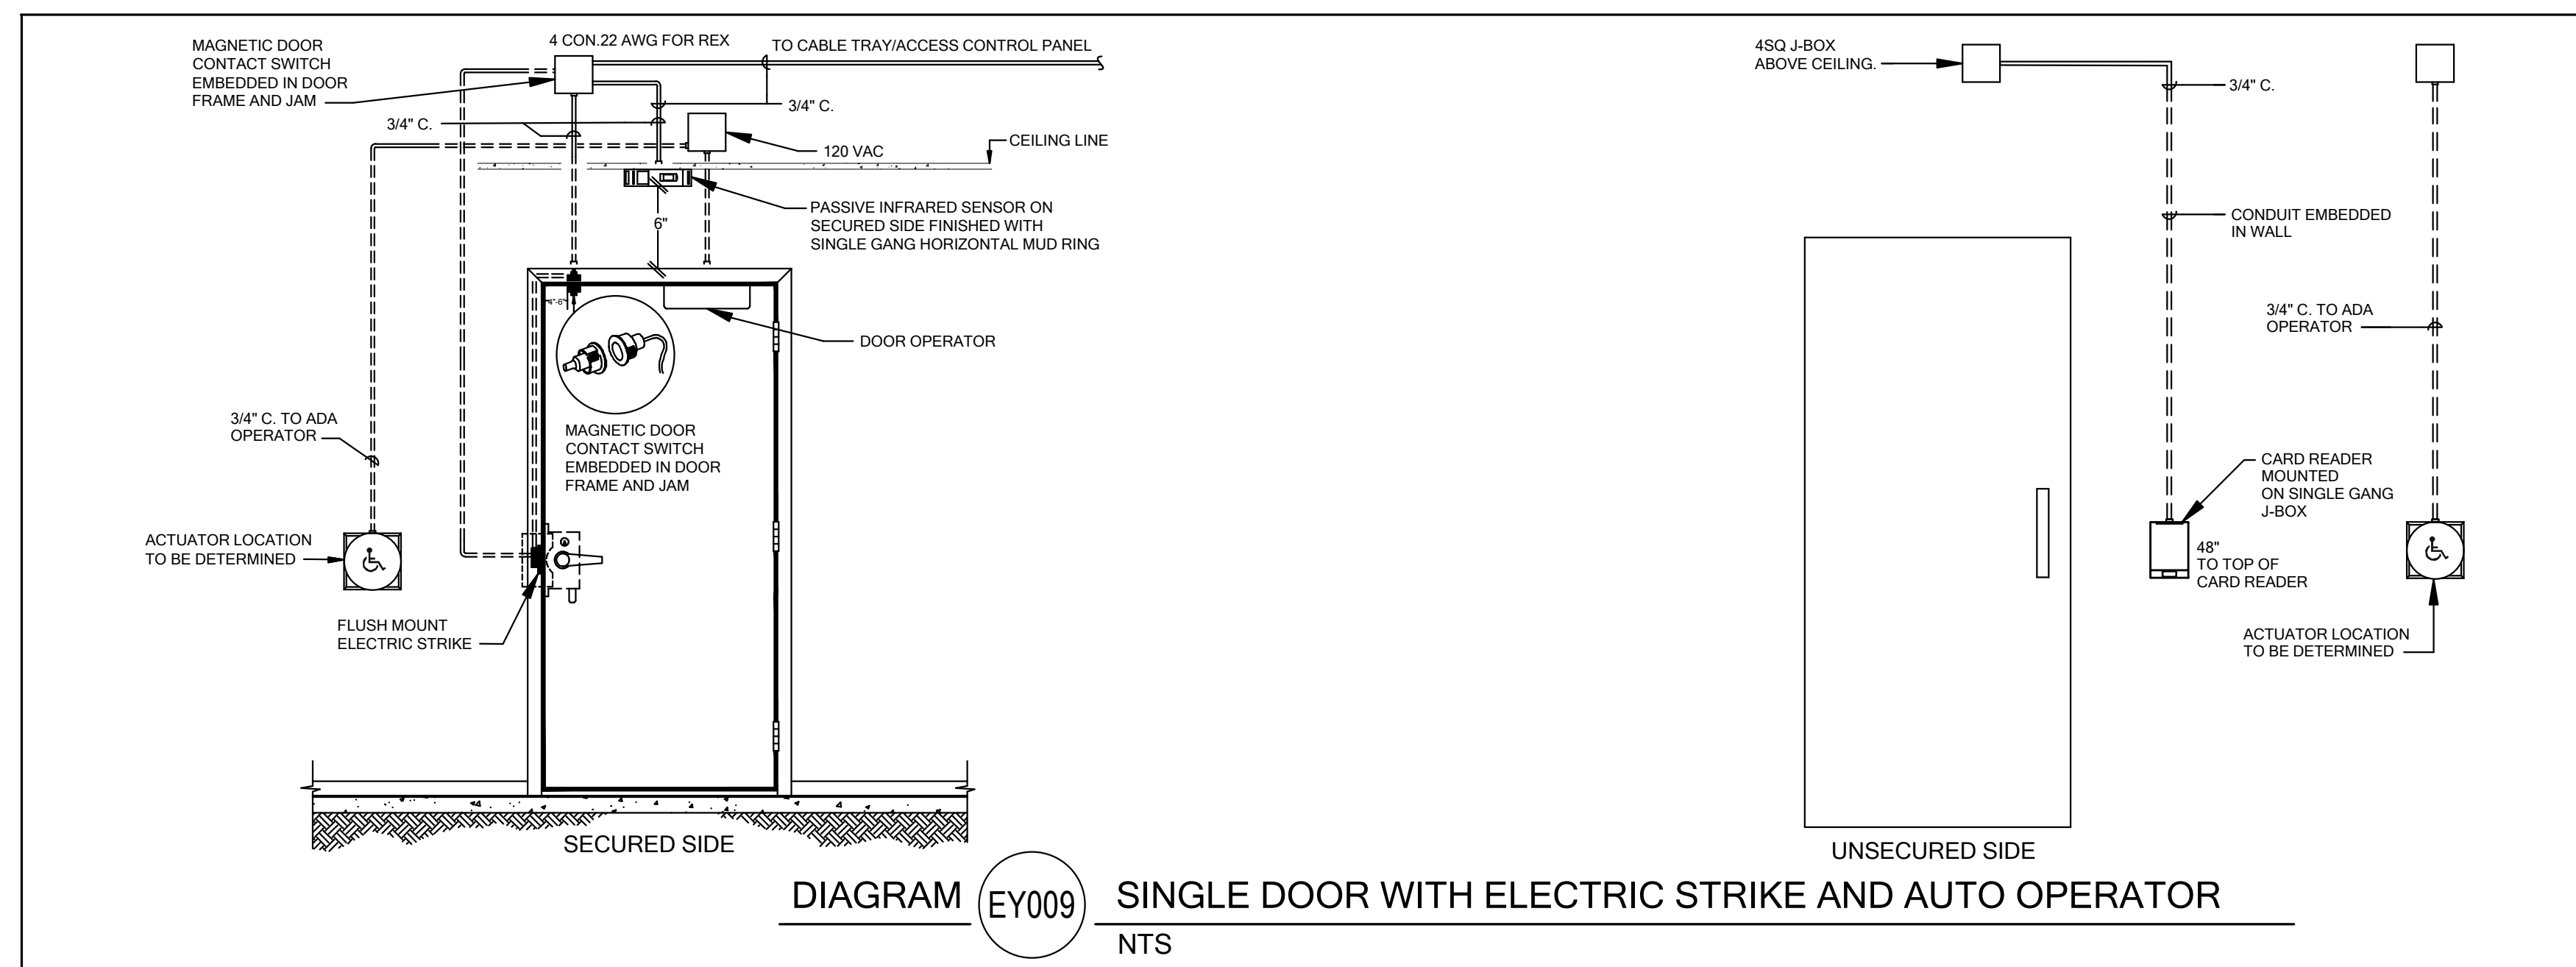 MAGNETIC DOOR
CONTACT SWITCH
EMBEDDED IN DOOR
FRAME AND JAM
4 CON.22 AWG FOR REX
TO CABLE TRAY/ACCESS CONTROL PANEL
3/4" C.
3/4" C.
120 VAC
CEILING LINE
PASSIVE INFRARED SENSOR ON
SECURED SIDE FINISHED WITH
SINGLE GANG HORIZONTAL MUD RING
6"
4"-6"
DOOR OPERATOR
3/4" C. TO ADA
OPERATOR
MAGNETIC DOOR
CONTACT SWITCH
EMBEDDED IN DOOR
FRAME AND JAM
ACTUATOR LOCATION
TO BE DETERMINED
FLUSH MOUNT
ELECTRIC STRIKE
SECURED SIDE
4SQ J-BOX
ABOVE CEILING.
3/4" C.
CONDUIT EMBEDDED
IN WALL
3/4" C. TO ADA
OPERATOR
CARD READER
MOUNTED
ON SINGLE GANG
J-BOX
48"
TO TOP OF
CARD READER
ACTUATOR LOCATION
TO BE DETERMINED
UNSECURED SIDE
DIAGRAM EY009 SINGLE DOOR WITH ELECTRIC STRIKE AND AUTO OPERATOR
NTS